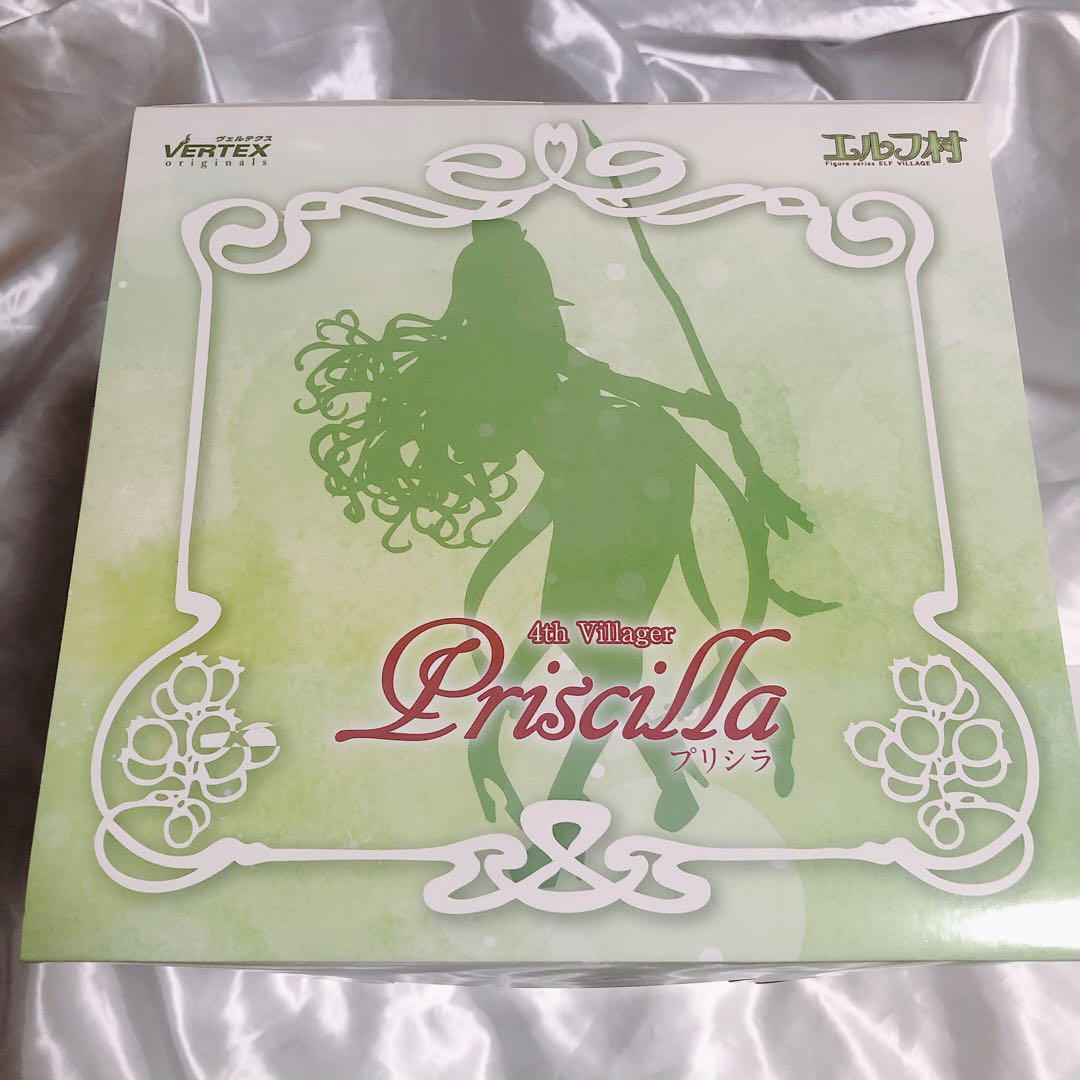 ヴェルテクス
VERTEX
originals
エルフ村
Figure series ELF VILLAGE
4th Villager
Priscilla
プリシラ